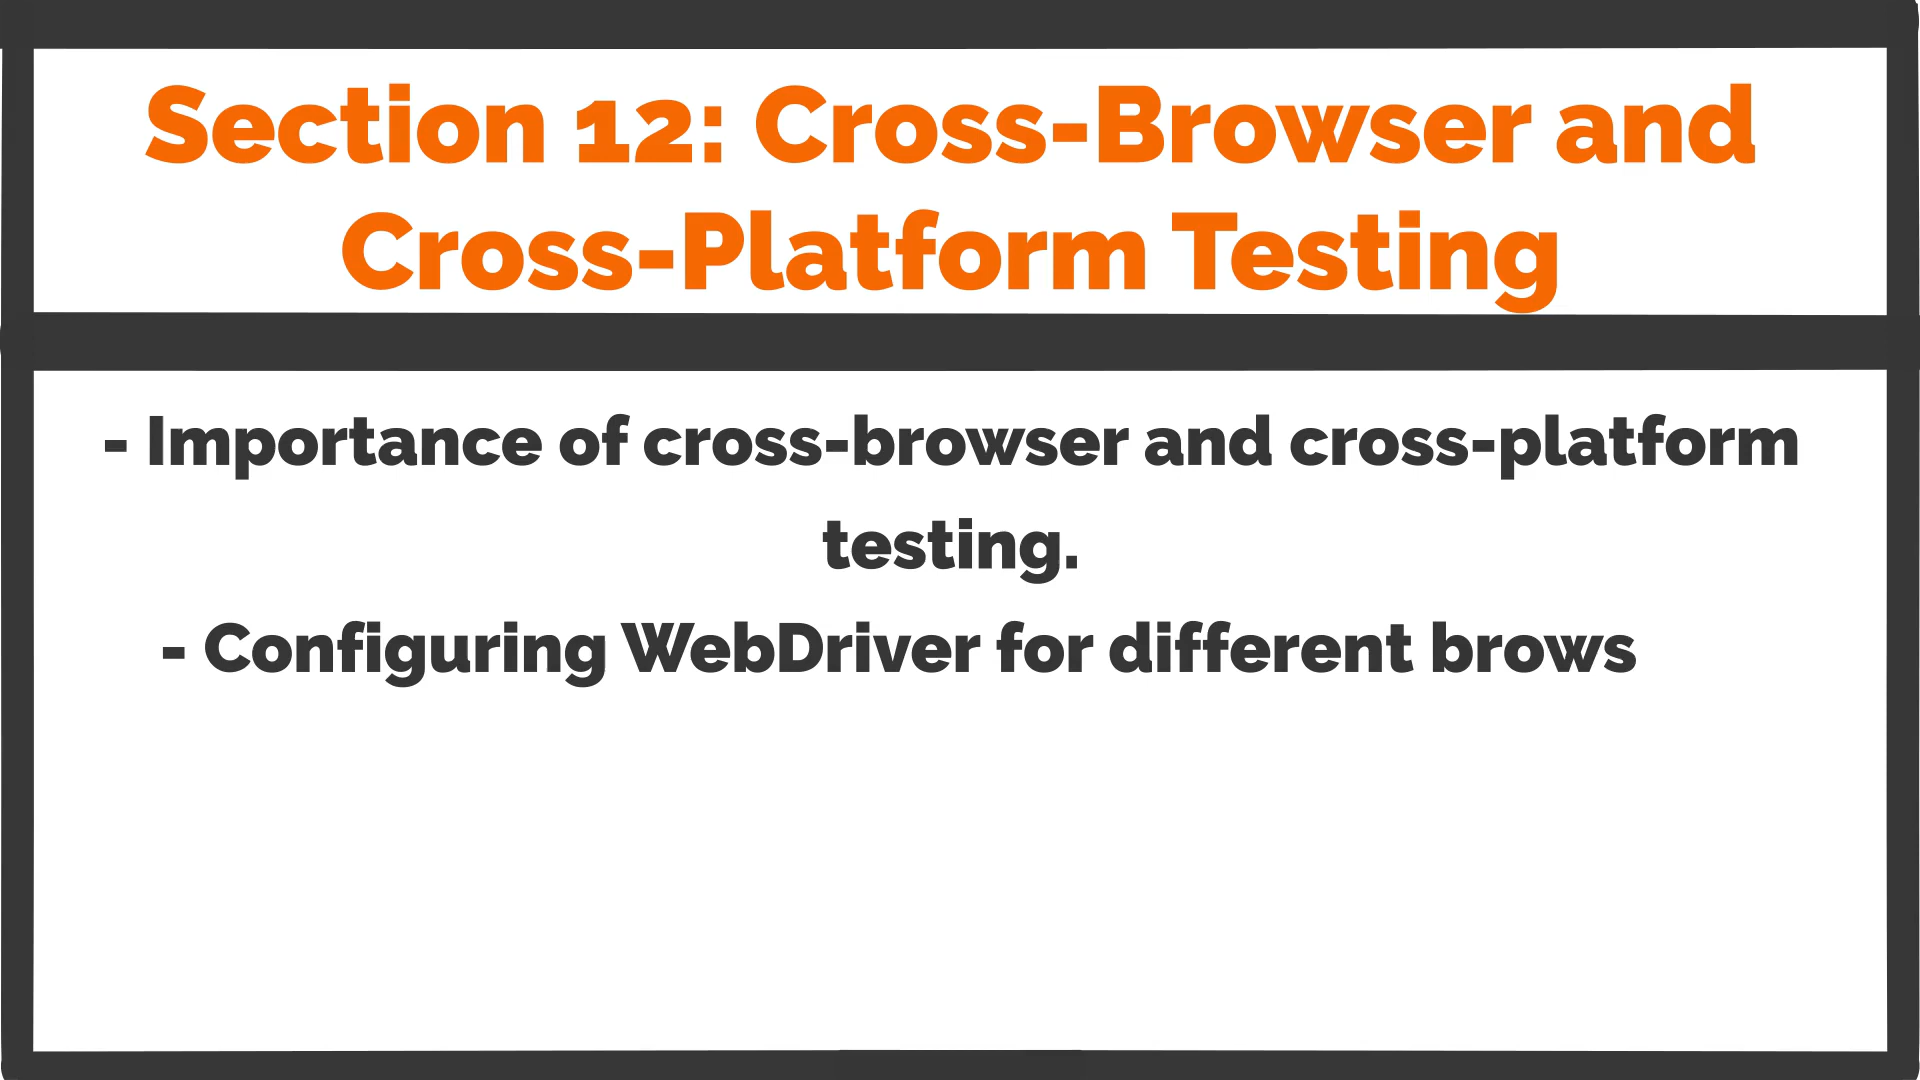 Section 12: Cross-Browser and
Cross-Platform Testing
- Importance of cross-browser and cross-platform
testing.
- Configuring WebDriver for different brows